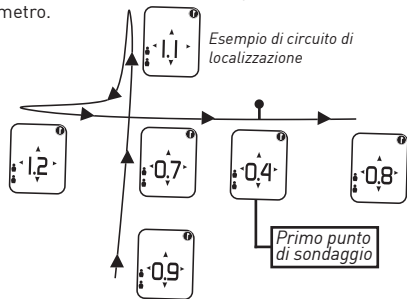 metro.
1.1
Esempio di circuito di
localizzazione
1.2
0.7
0.4
0.8
0.9
Primo punto
di sondaggio